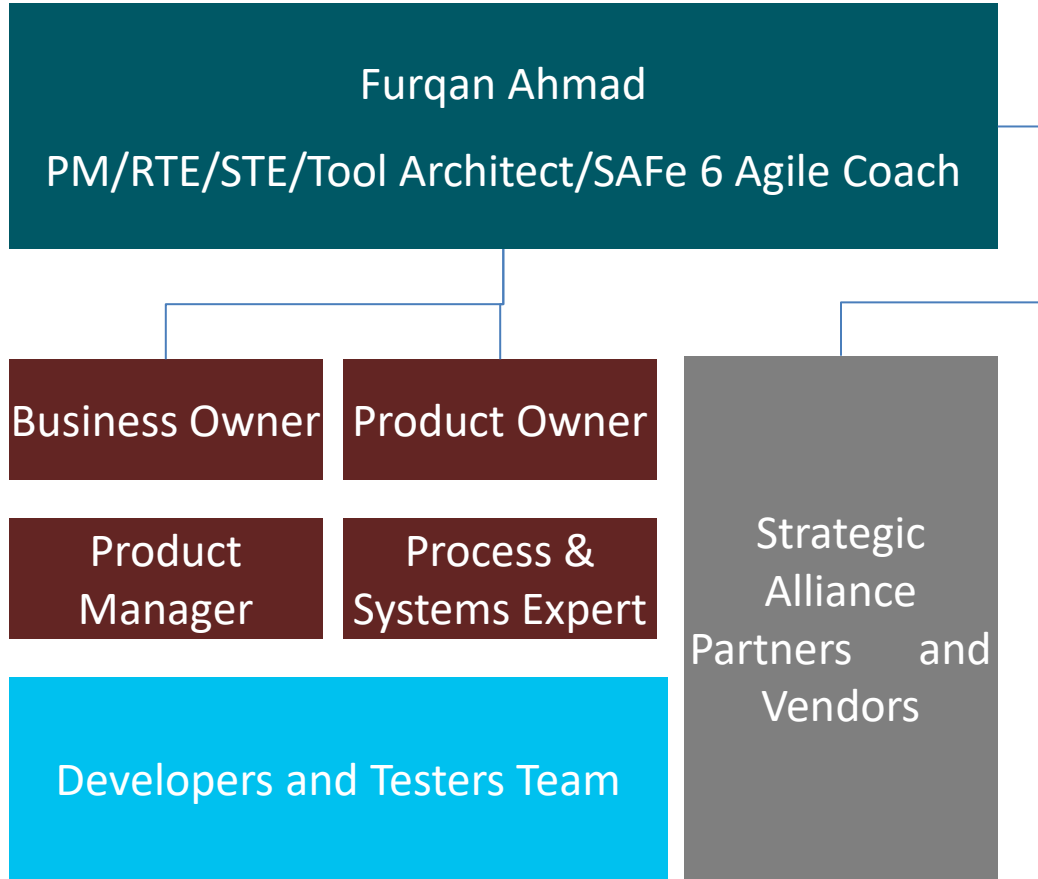 Furqan Ahmad
PM/RTE/STE/Tool Architect/SAFe 6 Agile Coach
Business Owner
Product Owner
Product
Manager
Process &
Systems Expert
Strategic
Alliance
Partners and
Vendors
Developers and Testers Team